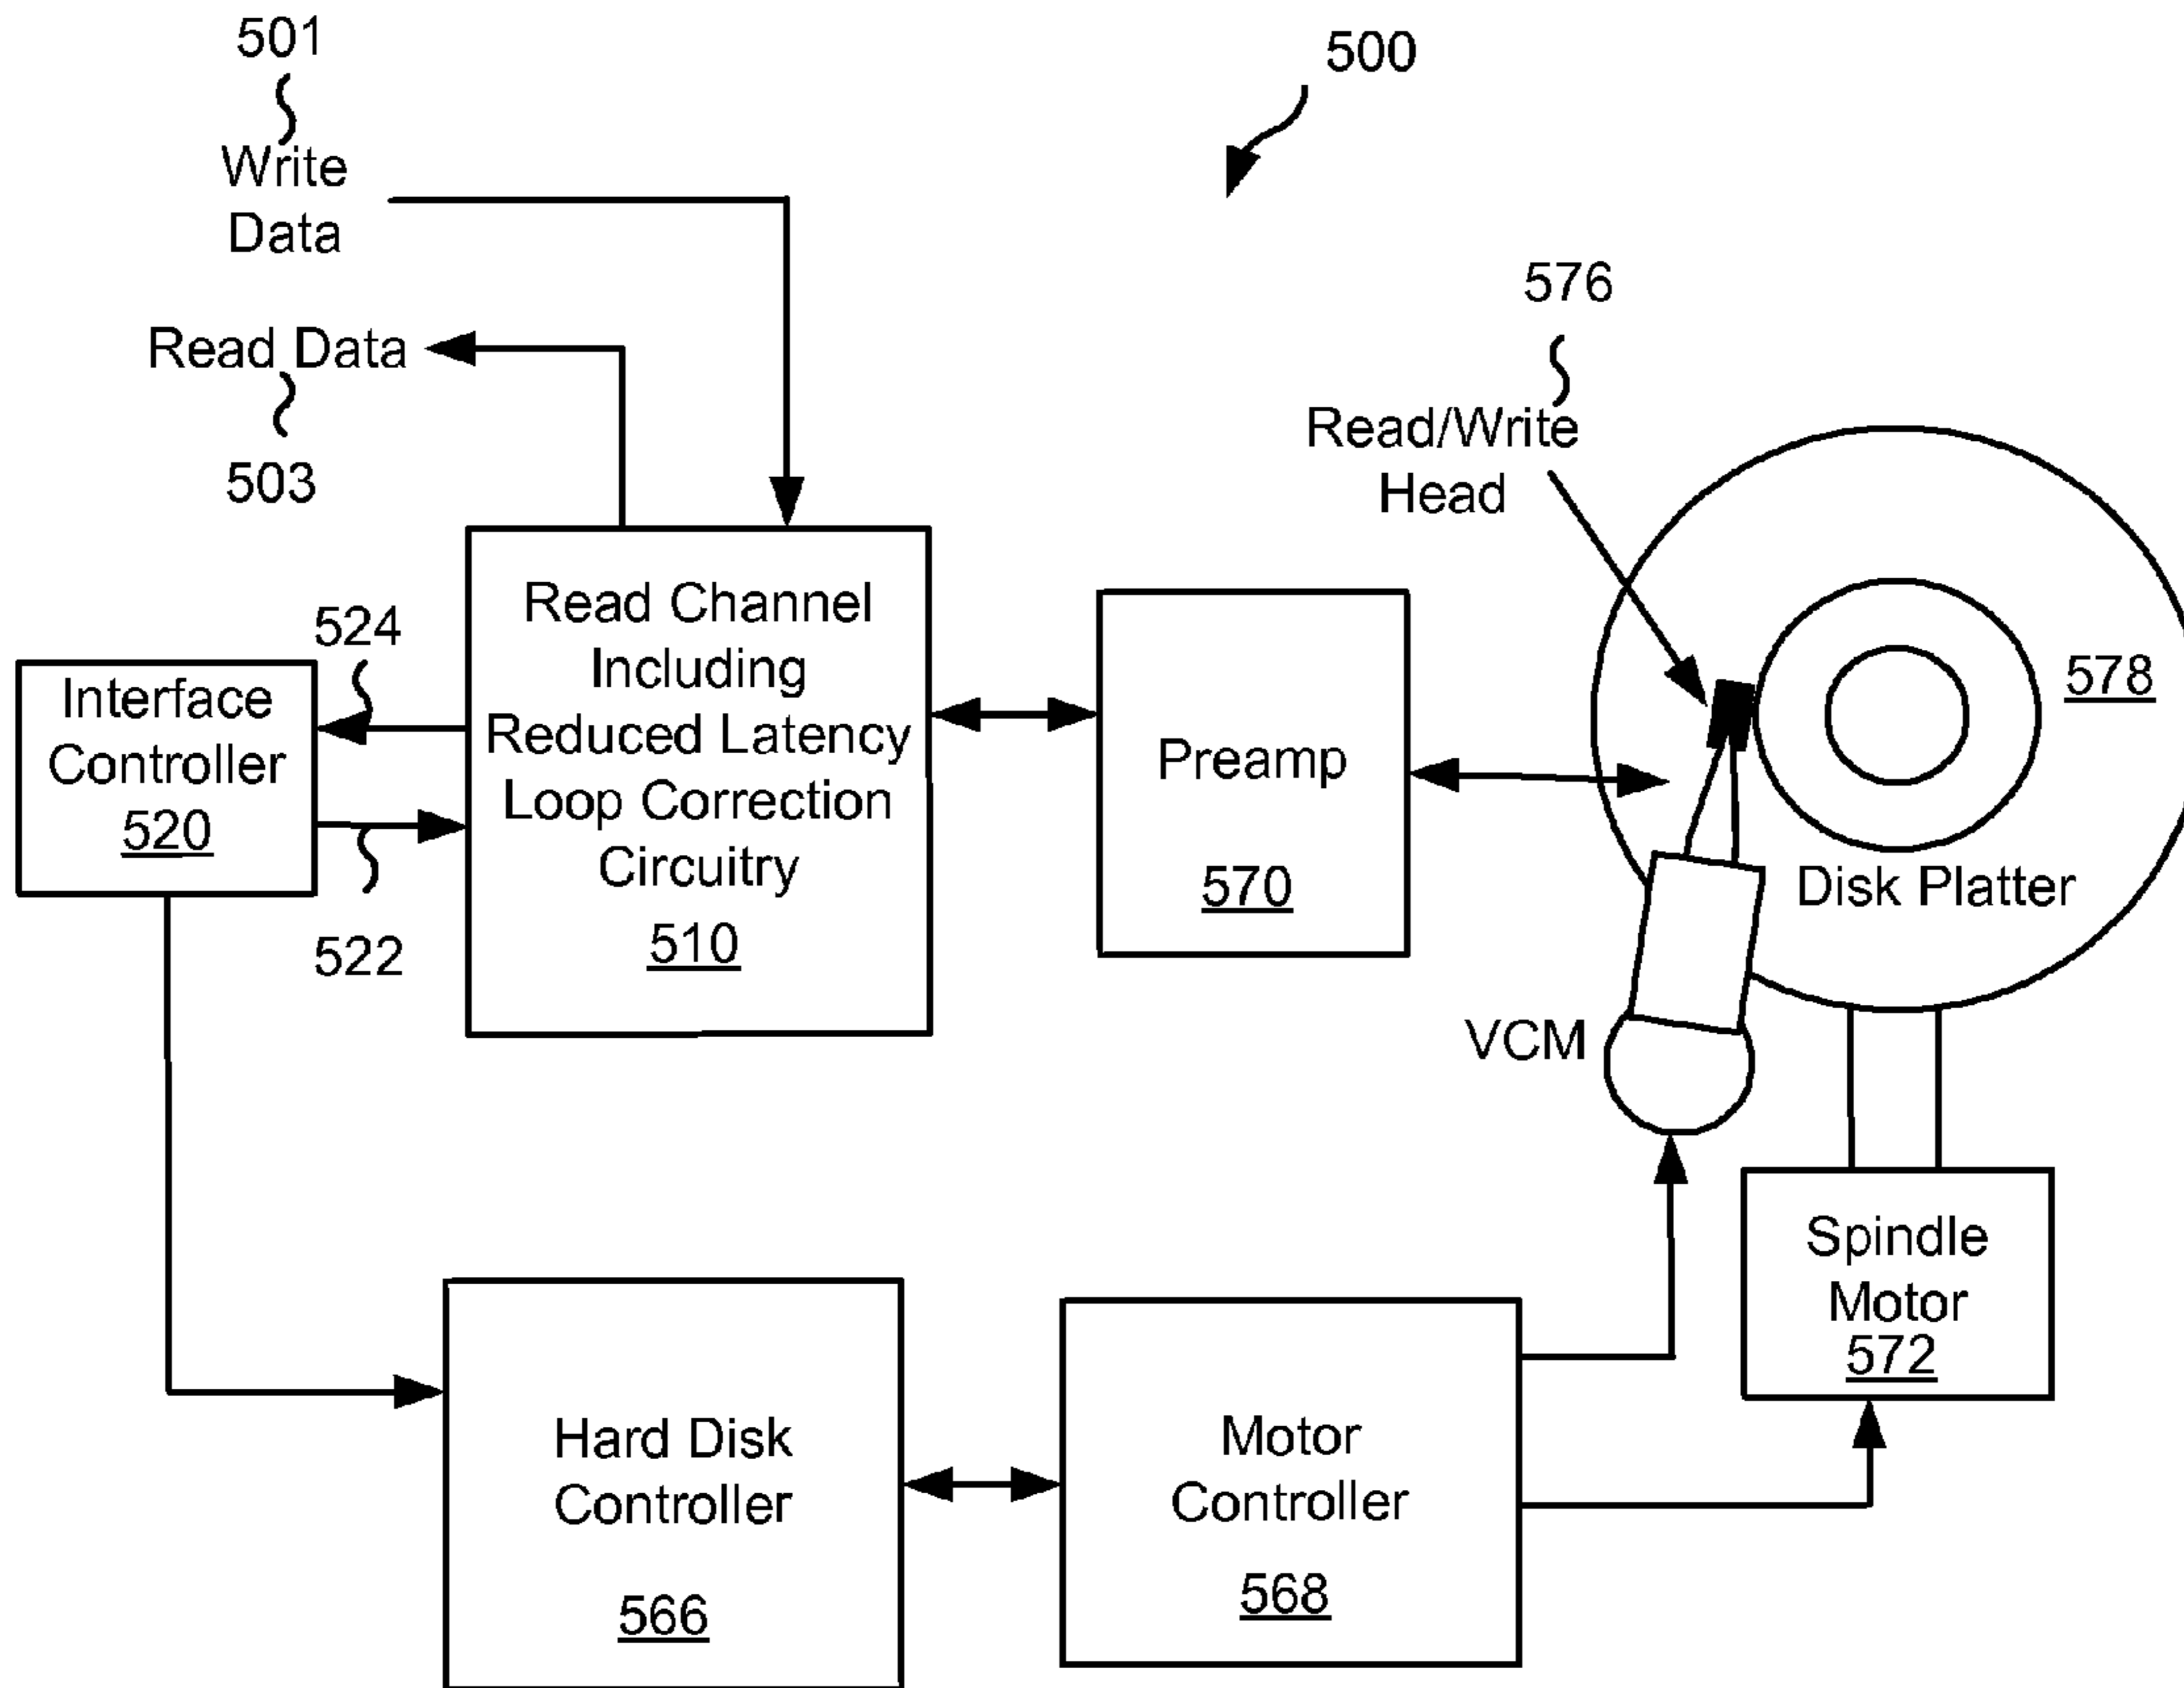 501
500
Write
Data
576
Read Data
503
Read/Write
Head
Read Channel
Including
Reduced Latency
Loop Correction
Circuitry
510
524
Interface
Controller
520
522
Preamp
570
578
Disk Platter
VCM
Spindle
Motor
572
Hard Disk
Controller
566
Motor
Controller
568